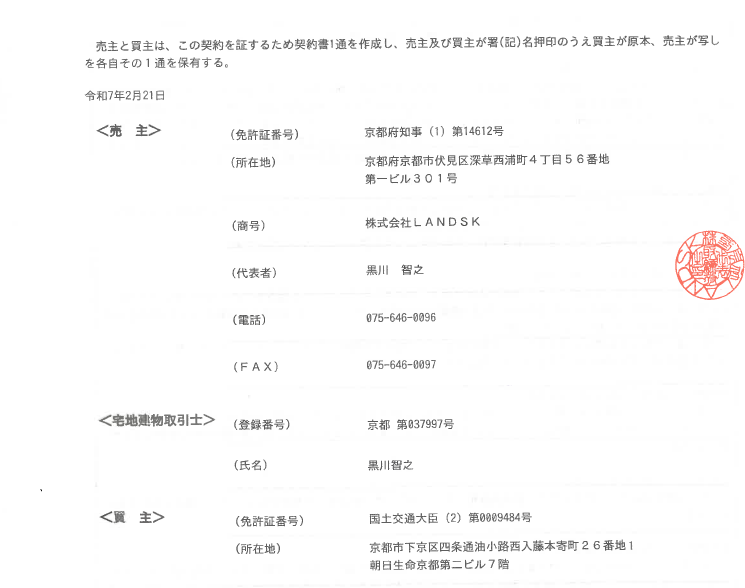 売主と買主は、この契約を証するため契約書1通を作成し、売主及び買主が署(記)名押印のうえ買主が原本、売主が写し
を各自その１通を保有する。
令和7年2月21日
＜売　主＞
(免許証番号) 京都府知事（1）第14612号
(所在地) 京都府京都市伏見区深草西浦町４丁目５６番地
第一ビル３０１号
(商号) 株式会社ＬＡＮＤＳＫ
(代表者) 黒川　智之
(電話) 075-646-0096
(ＦＡＸ) 075-646-0097
＜宅地建物取引士＞
(登録番号) 京都 第037997号
(氏名) 黒川智之
＜買　主＞
(免許証番号) 国土交通大臣（2）第0009484号
(所在地) 京都市下京区四条通油小路西入藤本寄町２６番地1
朝日生命京都第二ビル７階